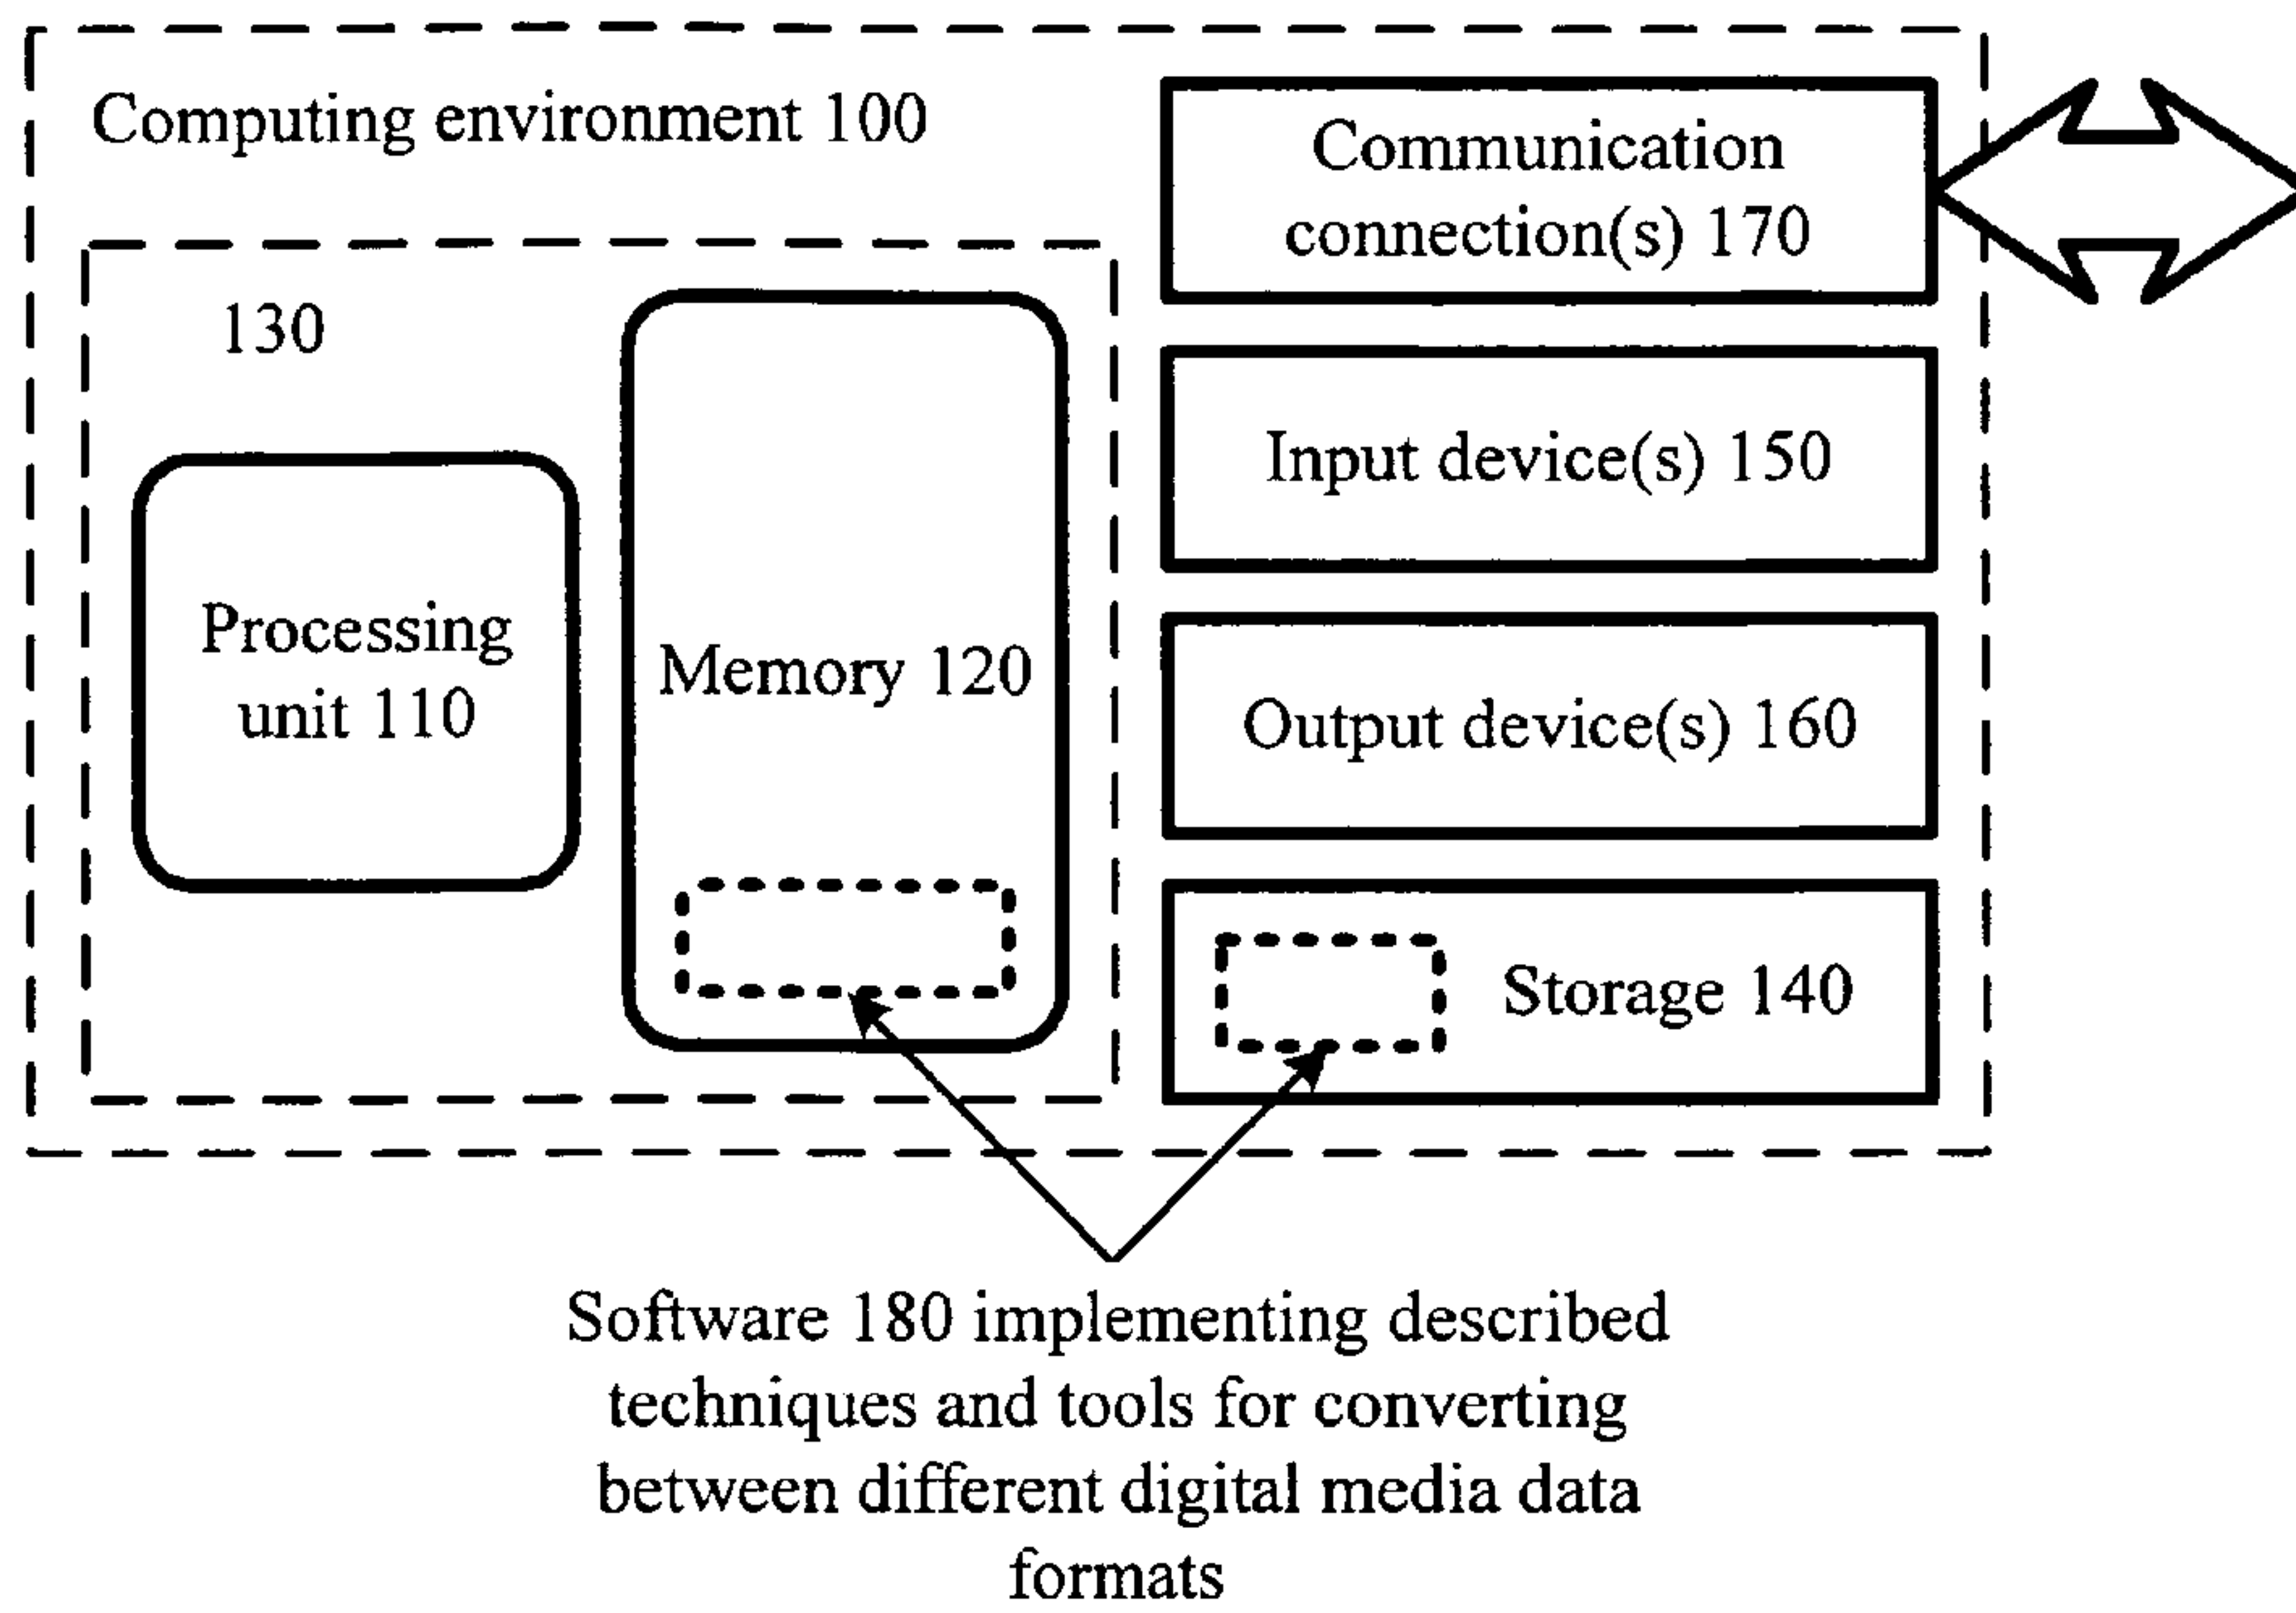 Computing environment 100
Communication
connection(s) 170
130
Input device(s) 150
Processing
unit 110
Memory 120
Output device(s) 160
Storage 140
Software 180 implementing described
techniques and tools for converting
between different digital media data
formats